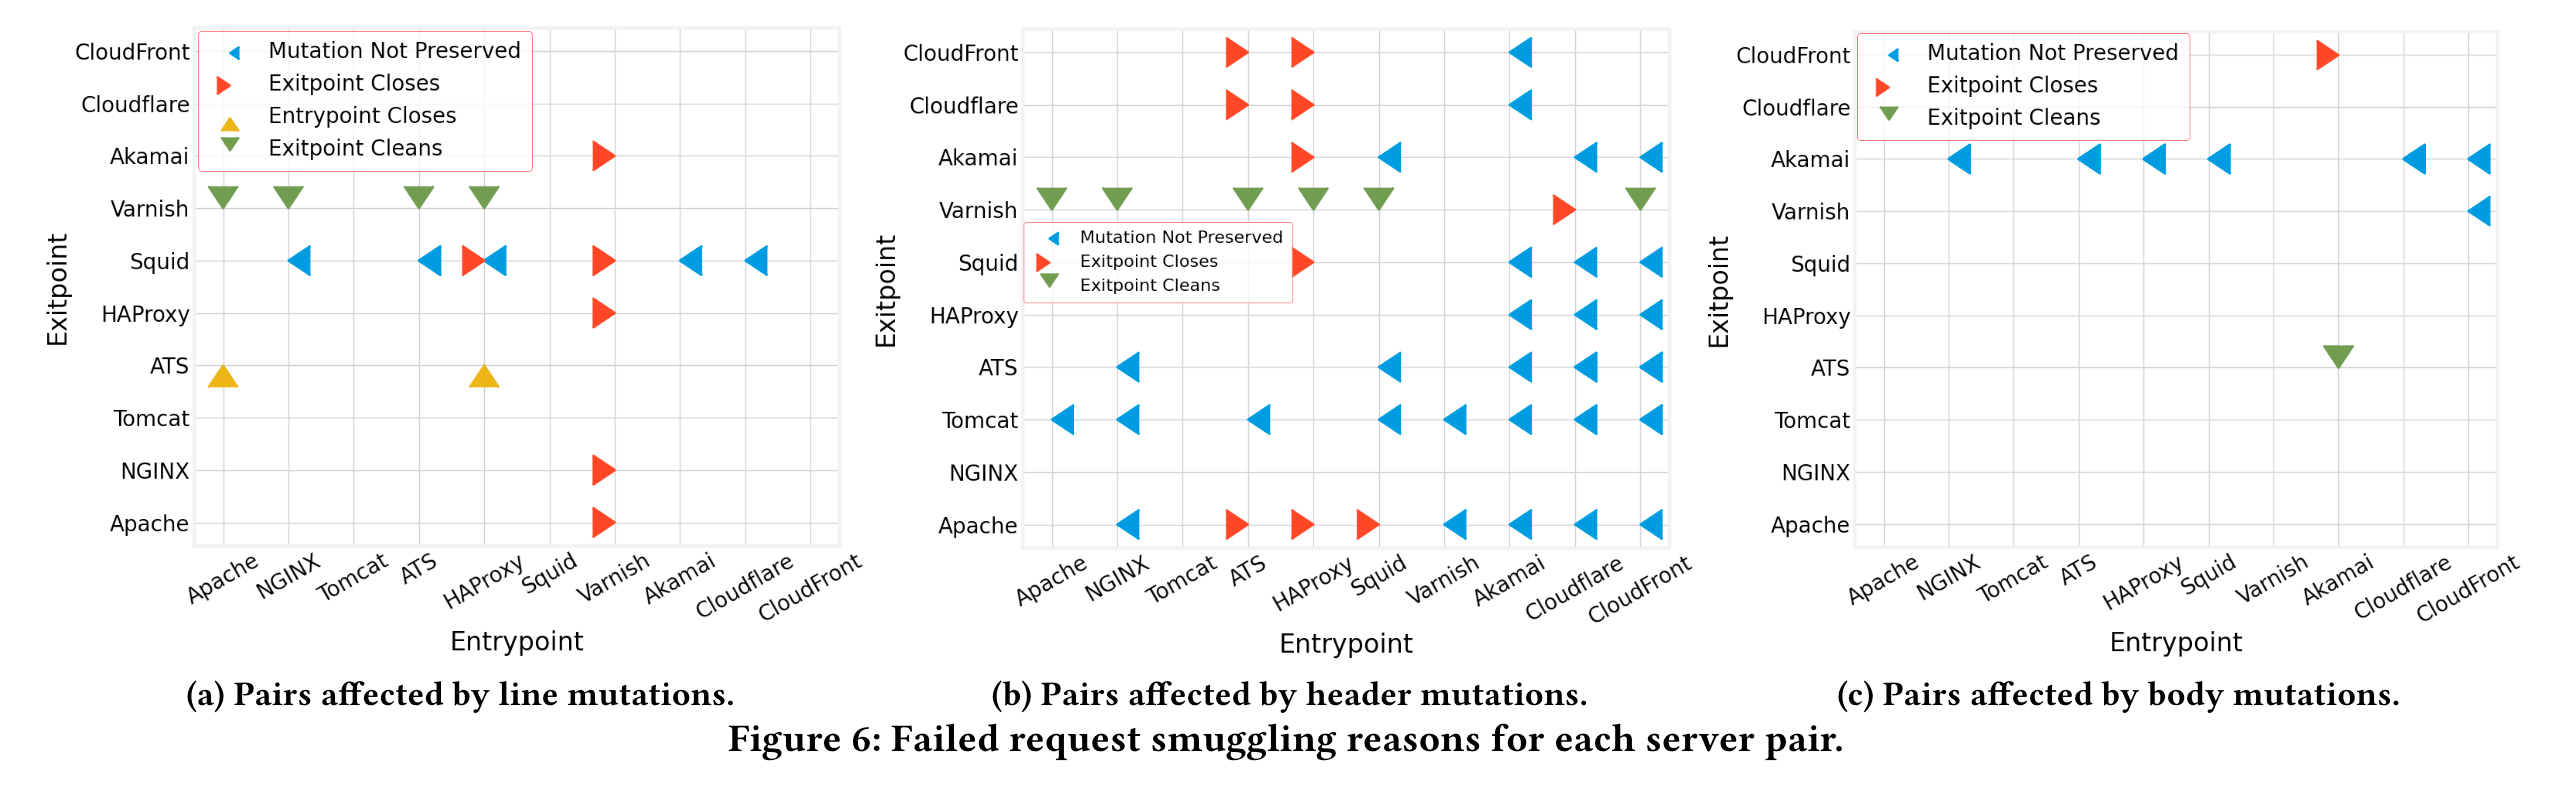 CloudFront
Cloudflare
Akamai
Varnish
Squid
HAProxy
ATS
Tomcat
NGINX
Apache
Exitpoint
Mutation Not Preserved
Exitpoint Closes
Entrypoint Closes
Exitpoint Cleans
Apache NGINX Tomcat ATS HAProxy Squid Varnish Akamai Cloudflare CloudFront
Entrypoint
(a) Pairs affected by line mutations.
CloudFront
Cloudflare
Akamai
Varnish
Squid
HAProxy
ATS
Tomcat
NGINX
Apache
Exitpoint
Mutation Not Preserved
Exitpoint Closes
Exitpoint Cleans
Apache NGINX Tomcat ATS HAProxy Squid Varnish Akamai Cloudflare CloudFront
Entrypoint
(b) Pairs affected by header mutations.
CloudFront
Cloudflare
Akamai
Varnish
Squid
HAProxy
ATS
Tomcat
NGINX
Apache
Exitpoint
Mutation Not Preserved
Exitpoint Closes
Exitpoint Cleans
Apache NGINX Tomcat ATS HAProxy Squid Varnish Akamai Cloudflare CloudFront
Entrypoint
(c) Pairs affected by body mutations.
Figure 6: Failed request smuggling reasons for each server pair.